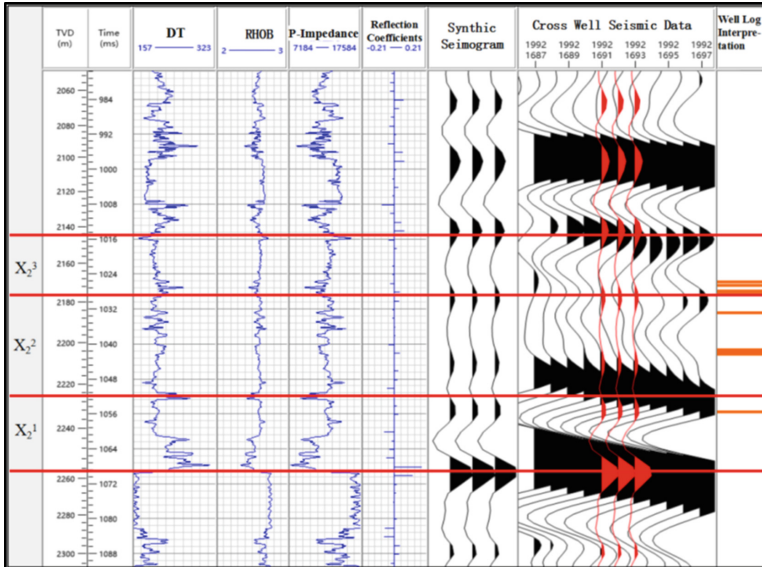 TVD
(m)
Time
(ms)
DT
157 323
RHOB
2 3
P-Impedance
7184 17584
Reflection
Coefficients
-0.21 0.21
Synthic
Seimogram
Cross Well Seismic Data
1992 1992 1992 1992 1992 1992
1687 1689 1691 1693 1695 1697
Well Log
Interpre-
tation
2060
984
2080
992
2100
1000
2120
1008
2140
1016
X₂³
2160
1024
2180
1032
X₂²
2200
1040
2220
1048
1056
X₂¹
2240
1064
2260
1072
2280
1080
2300
1088